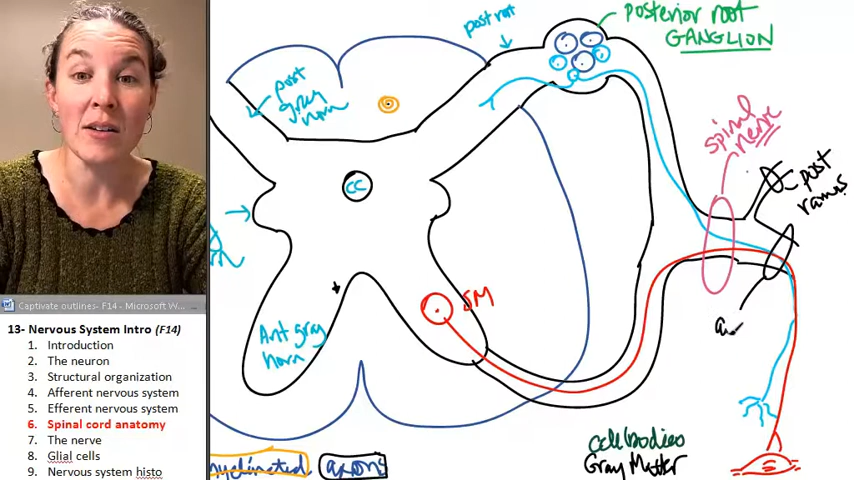 post root
posterior root
GANGLION
post
gray
horn
CC
spinal
nerve
post
ramus
SM
Ant gray
horn
a
cell bodies
Gray Matter
myelinated axons
Captivate outlines- F14 - Microsoft W...
13- Nervous System Intro (F14)
1. Introduction
2. The neuron
3. Structural organization
4. Afferent nervous system
5. Efferent nervous system
6. Spinal cord anatomy
7. The nerve
8. Glial cells
9. Nervous system histo